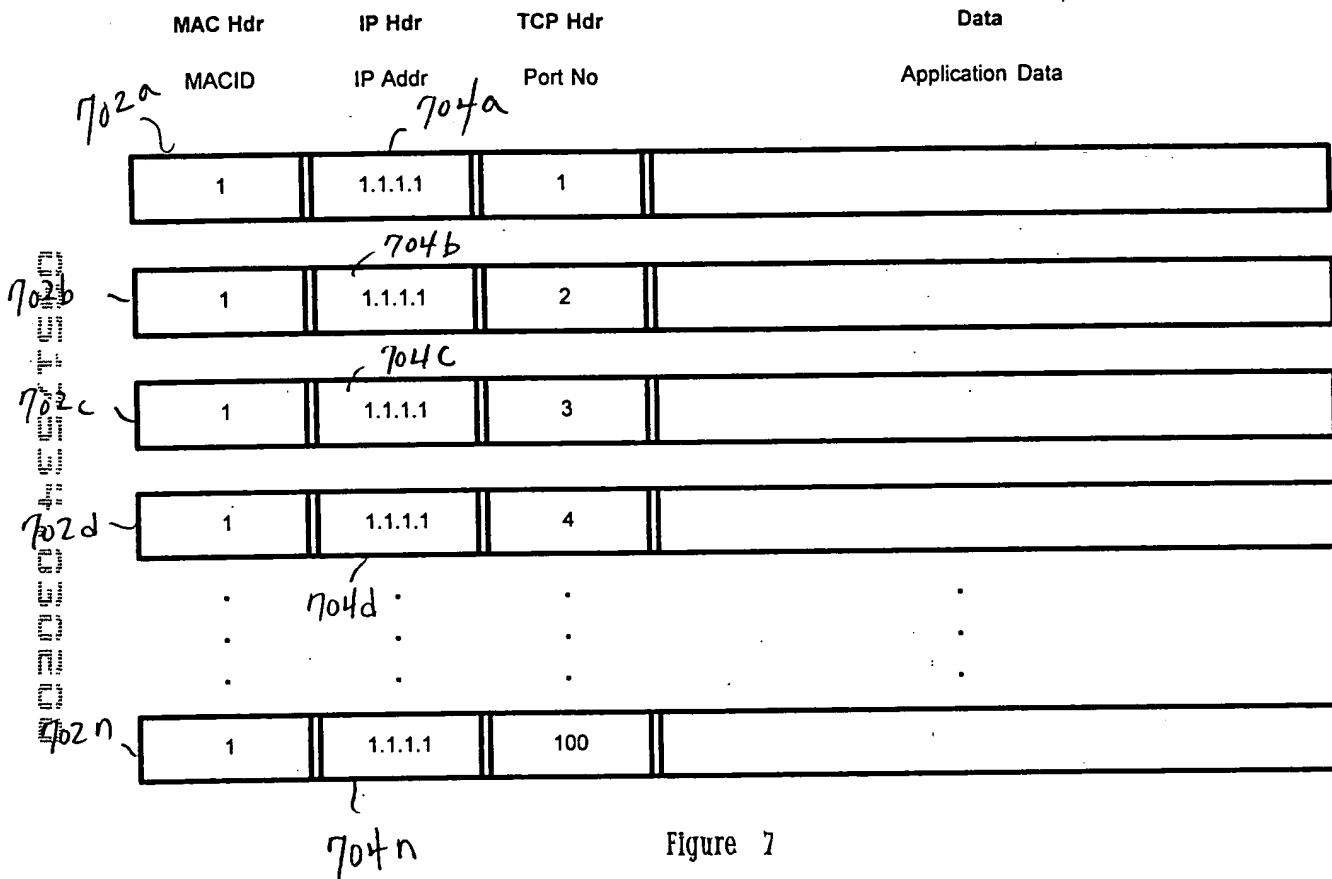 MAC Hdr IP Hdr TCP Hdr Data
MACID IP Addr Port No Application Data
702a 704a
1 1.1.1.1 1
704b
702b 1 1.1.1.1 2
704c
702c 1 1.1.1.1 3
702d 1 1.1.1.1 4
704d
702n 1 1.1.1.1 100
704n
Figure 7